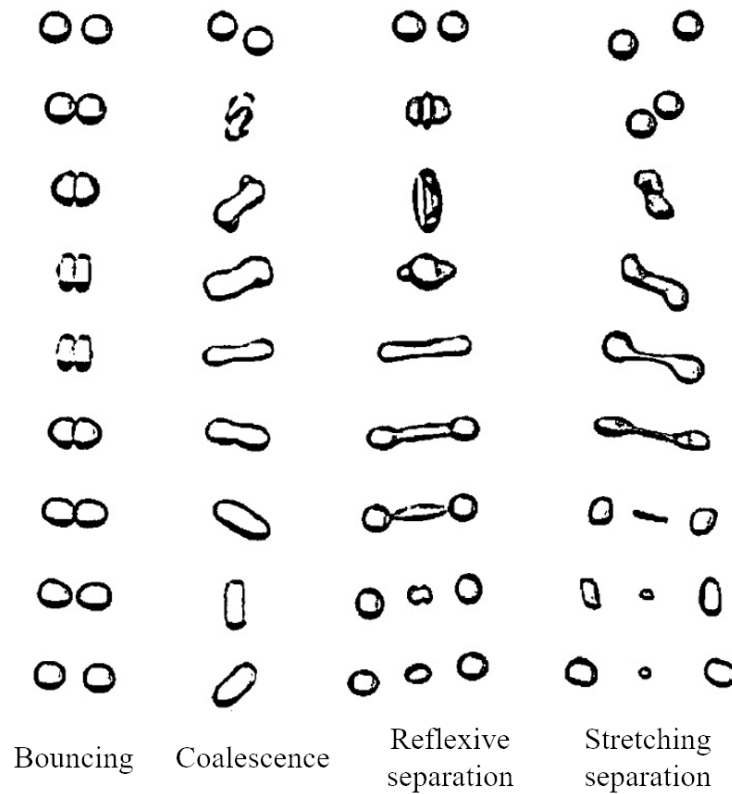 Bouncing
Coalescence
Reflexive
separation
Stretching
separation